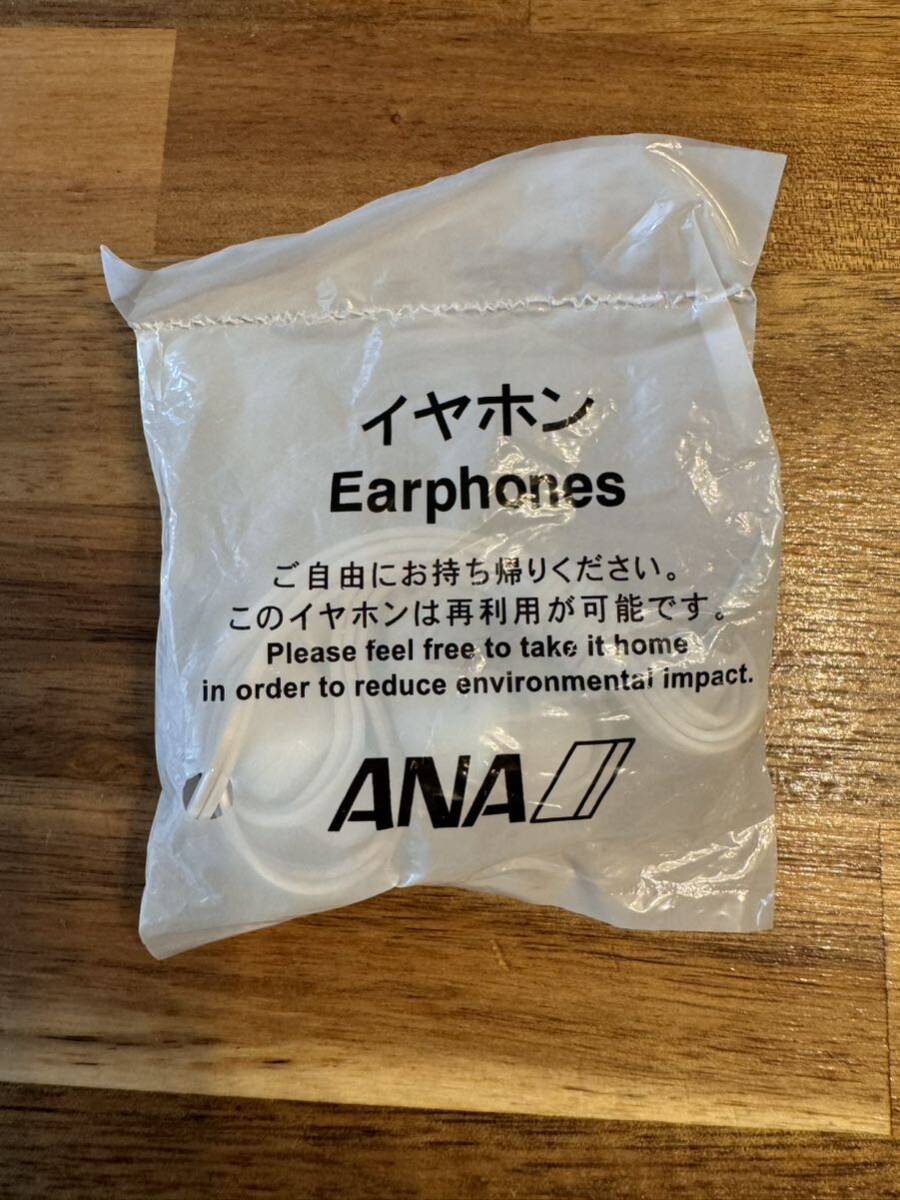 イヤホン
Earphones
ご自由にお持ち帰りください。
このイヤホンは再利用が可能です。
Please feel free to take it home
in order to reduce environmental impact.
ANA